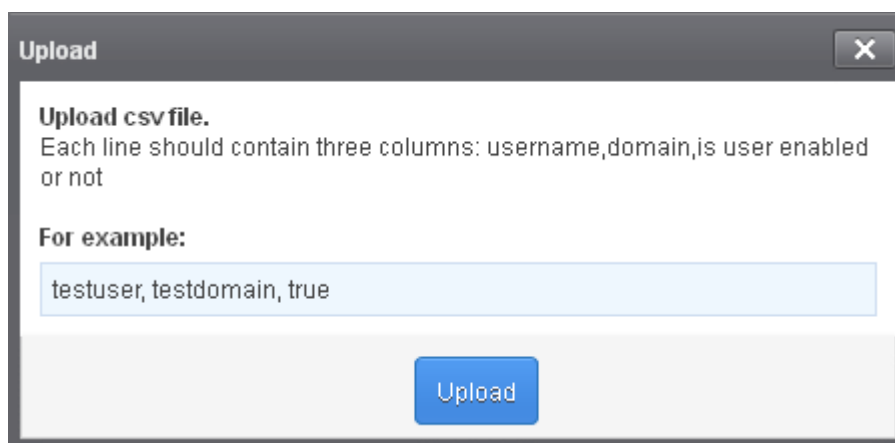 Upload
Upload csv file.
Each line should contain three columns: username,domain,is user enabled
or not
For example:
testuser, testdomain, true
Upload